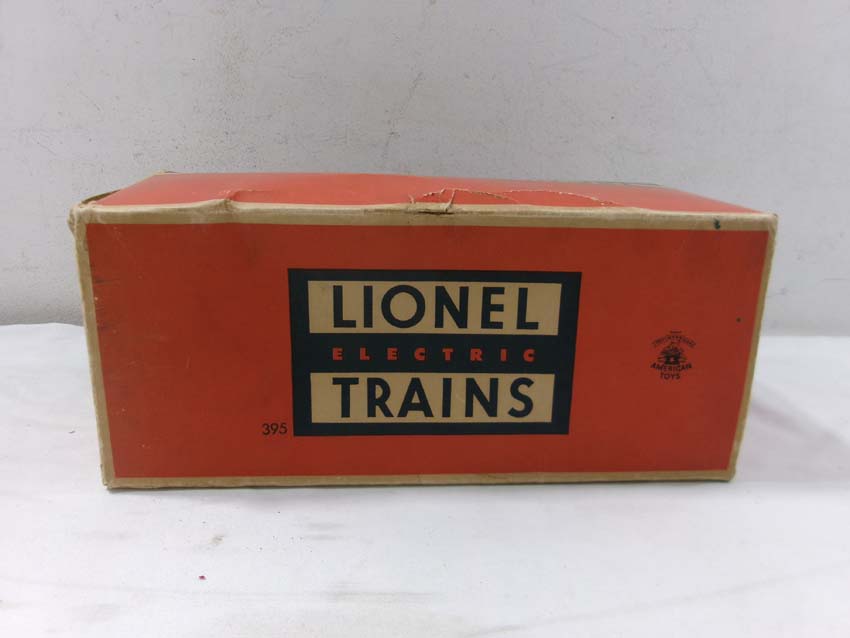 LIONEL
ELECTRIC
TRAINS
395
AMERICAN
TOYS